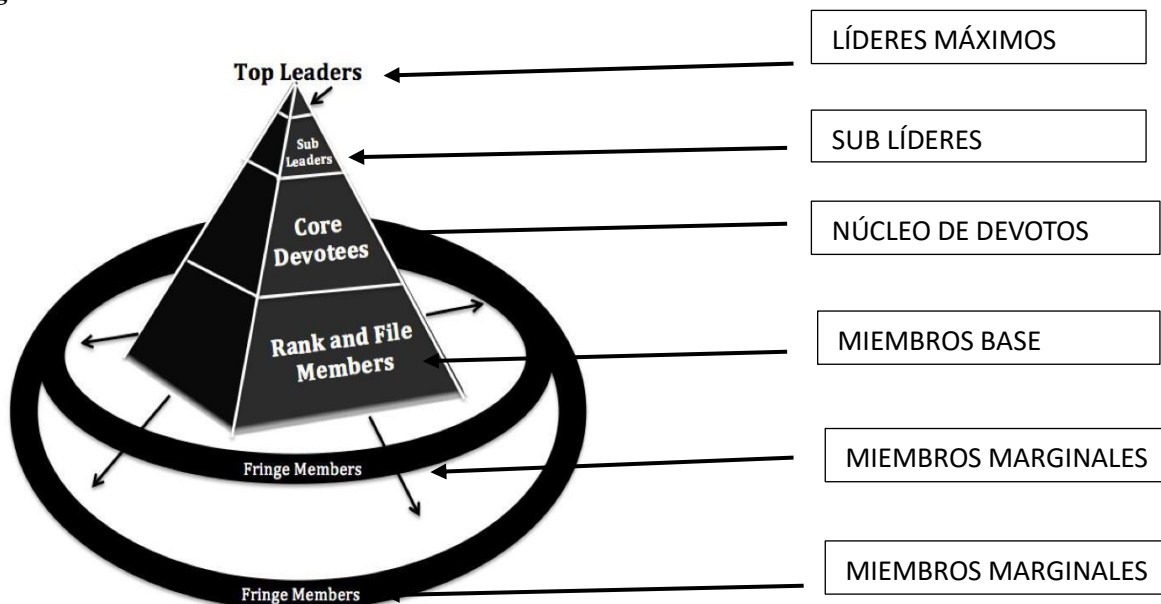 LÍDERES MÁXIMOS
Top Leaders
Sub
Leaders
SUB LÍDERES
Core
Devotees
NÚCLEO DE DEVOTOS
Rank and File
Members
MIEMBROS BASE
Fringe Members
MIEMBROS MARGINALES
Fringe Members
MIEMBROS MARGINALES